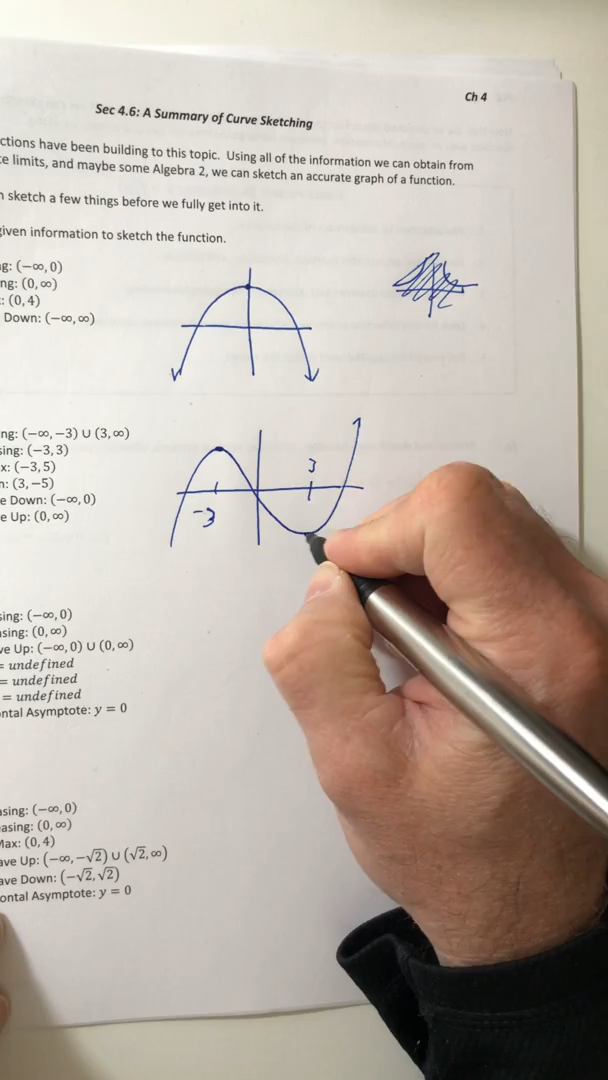 Ch 4
Sec 4.6: A Summary of Curve Sketching
ctions have been building to this topic. Using all of the information we can obtain from
e limits, and maybe some Algebra 2, we can sketch an accurate graph of a function.
sketch a few things before we fully get into it.
given information to sketch the function.
g: (−∞, 0)
ng: (0, ∞)
: (0, 4)
Down: (−∞, ∞)
ng: (−∞, −3) ∪ (3, ∞)
sing: (−3, 3)
x: (−3, 5)
n: (3, −5)
e Down: (−∞, 0)
e Up: (0, ∞)
3
-3
sing: (−∞, 0)
asing: (0, ∞)
ve Up: (−∞, 0) ∪ (0, ∞)
= undefined
= undefined
= undefined
ntal Asymptote: y = 0
asing: (−∞, 0)
easing: (0, ∞)
Max: (0, 4)
ave Up: (−∞, −√2) ∪ (√2, ∞)
ave Down: (−√2, √2)
ontal Asymptote: y = 0